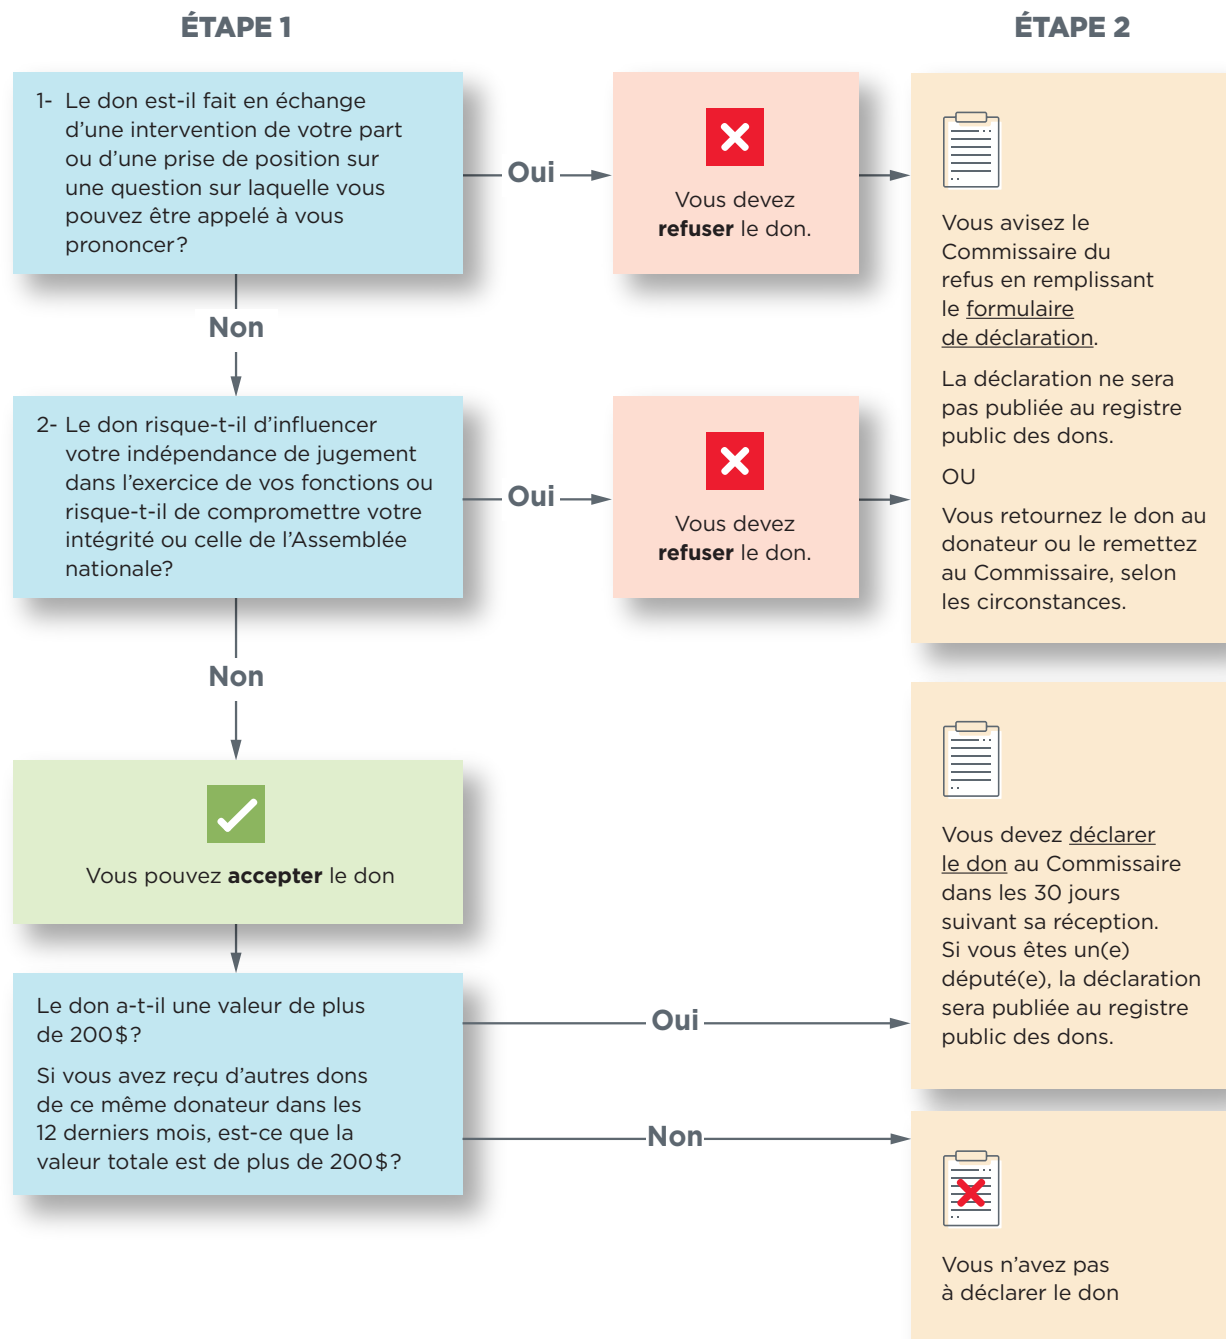 ÉTAPE 1
ÉTAPE 2
1- Le don est-il fait en échange
d’une intervention de votre part
ou d’une prise de position sur
une question sur laquelle vous
pouvez être appelé à vous
prononcer?
Oui
Vous devez
refuser le don.
Vous avisez le
Commissaire du
refus en remplissant
le formulaire
de déclaration.
La déclaration ne sera
pas publiée au registre
public des dons.
OU
Vous retournez le don au
donateur ou le remettez
au Commissaire, selon
les circonstances.
Non
2- Le don risque-t-il d’influencer
votre indépendance de jugement
dans l’exercice de vos fonctions ou
risque-t-il de compromettre votre
intégrité ou celle de l’Assemblée
nationale?
Oui
Vous devez
refuser le don.
Non
Vous pouvez accepter le don
Le don a-t-il une valeur de plus
de 200$?
Si vous avez reçu d’autres dons
de ce même donateur dans les
12 derniers mois, est-ce que la
valeur totale est de plus de 200$?
Oui
Vous devez déclarer
le don au Commissaire
dans les 30 jours
suivant sa réception.
Si vous êtes un(e)
député(e), la déclaration
sera publiée au registre
public des dons.
Non
Vous n’avez pas
à déclarer le don